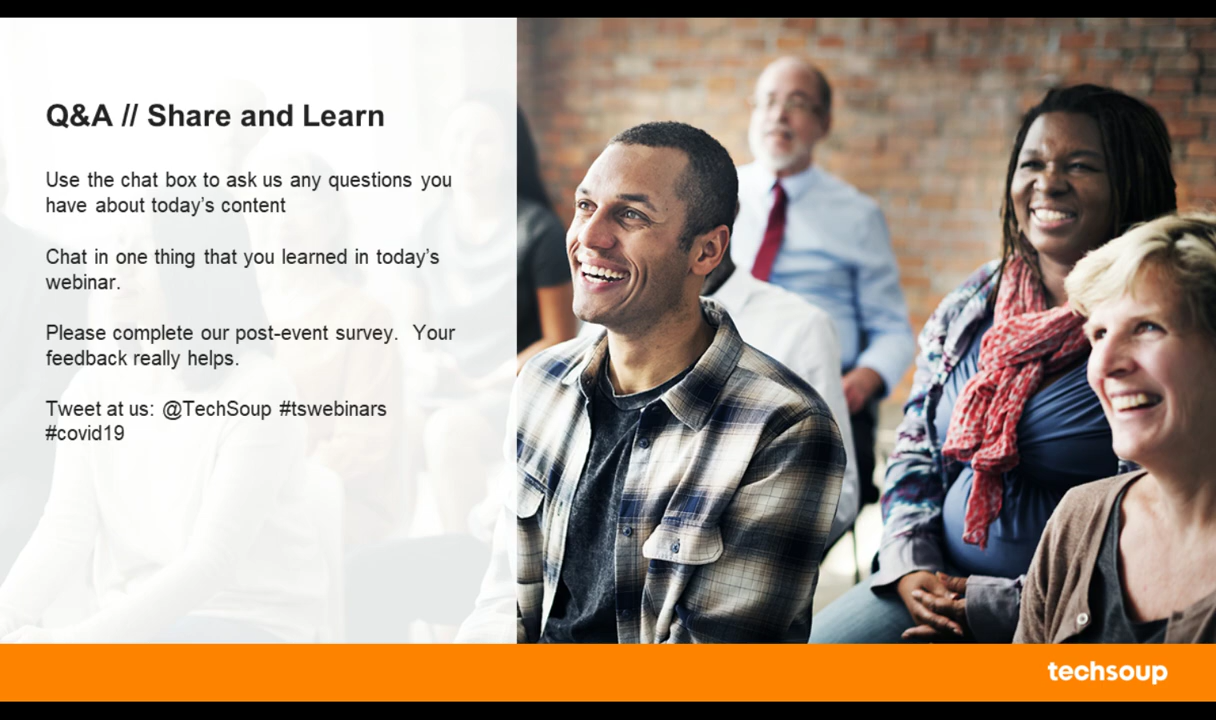 Q&A // Share and Learn
Use the chat box to ask us any questions you
have about today's content
Chat in one thing that you learned in today's
webinar.
Please complete our post-event survey.  Your
feedback really helps.
Tweet at us: @TechSoup #tswebinars
#covid19
techsoup